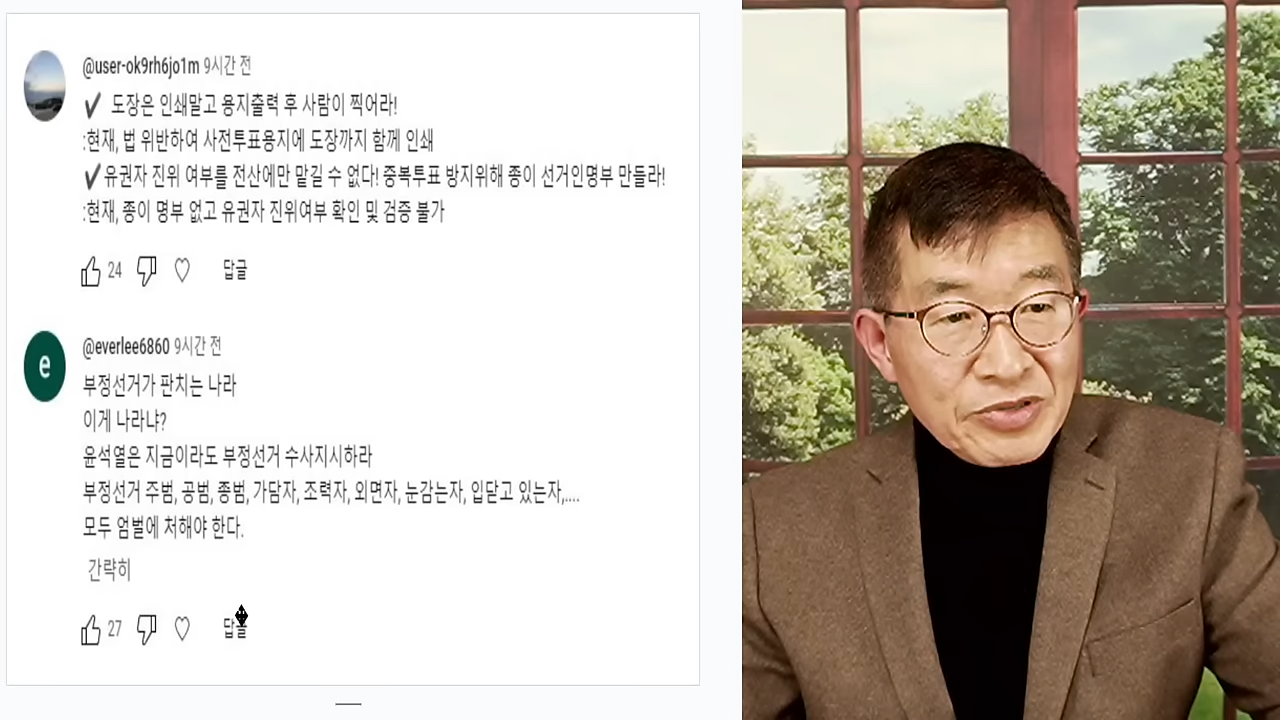 @user-ok9rh6jo1m 9시간 전
✔ 도장은 인쇄말고 용지출력 후 사람이 찍어라!
:현재, 법 위반하여 사전투표용지에 도장까지 함께 인쇄
✔유권자 진위 여부를 전산에만 맡길 수 없다! 중복투표 방지위해 종이 선거인명부 만들라!
:현재, 종이 명부 없고 유권자 진위여부 확인 및 검증 불가
24 답글
e
@everlee6860 9시간 전
부정선거가 판치는 나라
이게 나라냐?
윤석열은 지금이라도 부정선거 수사지시하라
부정선거 주범, 공범, 종범, 가담자, 조력자, 외면자, 눈감는자, 입닫고 있는자,....
모두 엄벌에 처해야 한다.
간략히
27 답글